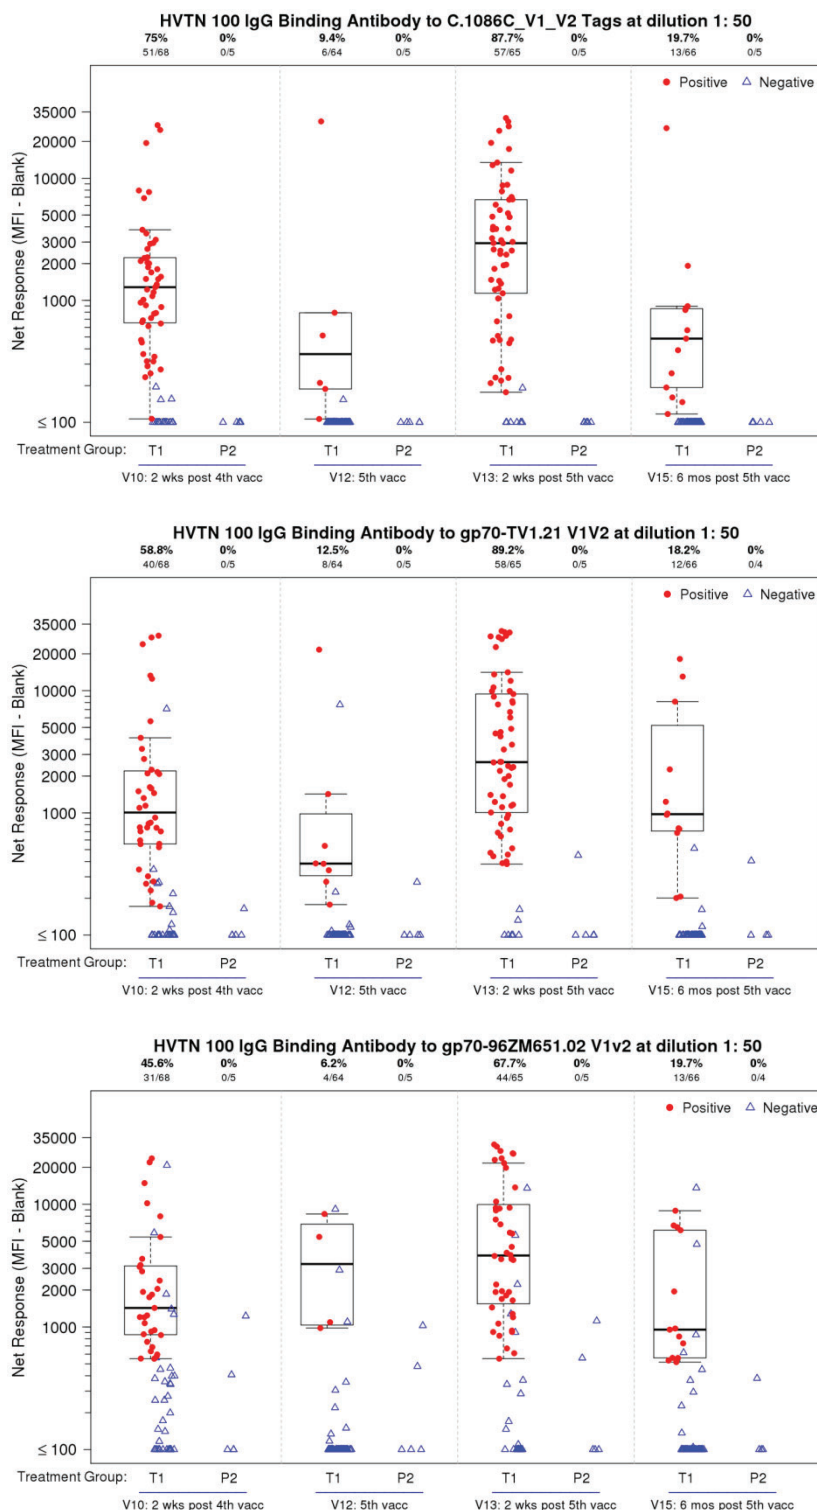 HVTN 100 IgG Binding Antibody to C.1086C_V1_V2 Tags at dilution 1: 50
75% 0% 9.4% 0% 87.7% 0% 19.7% 0%
51/68 0/5 6/64 0/5 57/65 0/5 13/66 0/5
Positive Negative
Net Response (MFI - Blank)
35000
20000
10000
5000
3000
2000
1000
≤ 100
Treatment Group: T1 P2 T1 P2 T1 P2 T1 P2
V10: 2 wks post 4th vacc V12: 5th vacc V13: 2 wks post 5th vacc V15: 6 mos post 5th vacc
HVTN 100 IgG Binding Antibody to gp70-TV1.21 V1V2 at dilution 1: 50
58.8% 0% 12.5% 0% 89.2% 0% 18.2% 0%
40/68 0/5 8/64 0/5 58/65 0/5 12/66 0/4
Positive Negative
Net Response (MFI - Blank)
35000
20000
10000
5000
3000
2000
1000
≤ 100
Treatment Group: T1 P2 T1 P2 T1 P2 T1 P2
V10: 2 wks post 4th vacc V12: 5th vacc V13: 2 wks post 5th vacc V15: 6 mos post 5th vacc
HVTN 100 IgG Binding Antibody to gp70-96ZM651.02 V1v2 at dilution 1: 50
45.6% 0% 6.2% 0% 67.7% 0% 19.7% 0%
31/68 0/5 4/64 0/5 44/65 0/5 13/66 0/4
Positive Negative
Net Response (MFI - Blank)
35000
20000
10000
5000
3000
2000
1000
≤ 100
Treatment Group: T1 P2 T1 P2 T1 P2 T1 P2
V10: 2 wks post 4th vacc V12: 5th vacc V13: 2 wks post 5th vacc V15: 6 mos post 5th vacc